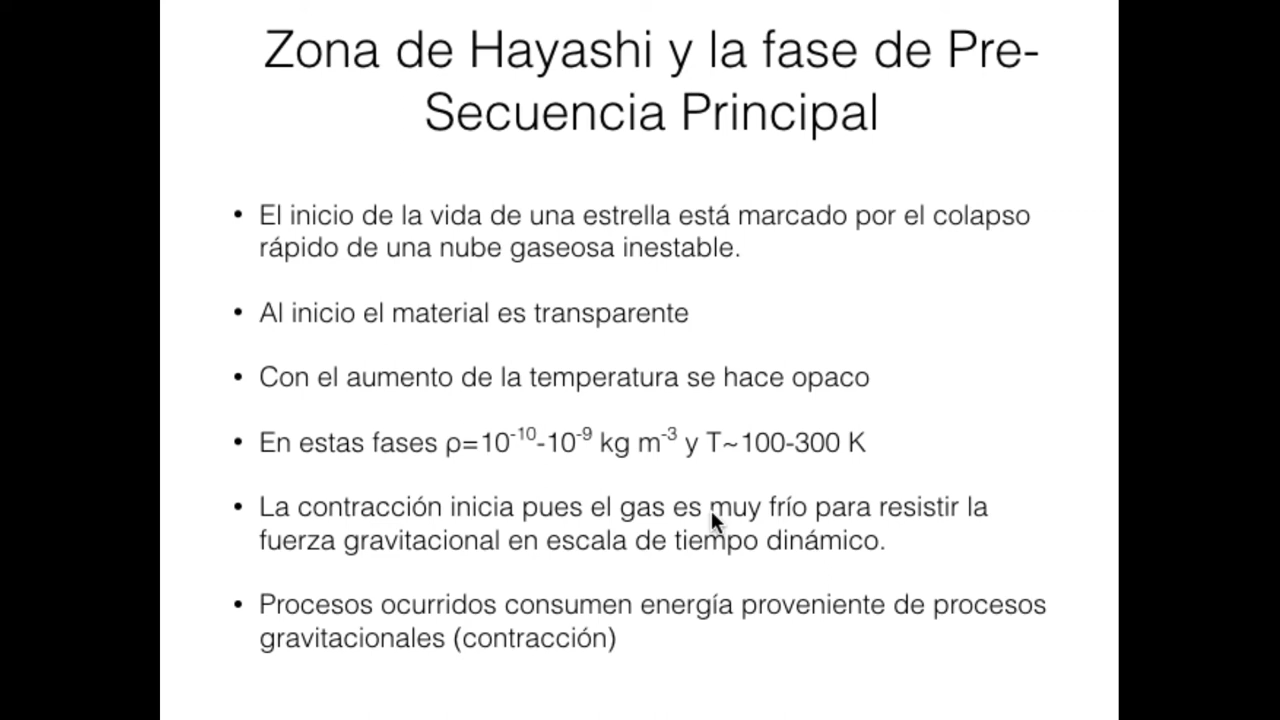 Zona de Hayashi y la fase de Pre-
Secuencia Principal
• El inicio de la vida de una estrella está marcado por el colapso
rápido de una nube gaseosa inestable.
• Al inicio el material es transparente
• Con el aumento de la temperatura se hace opaco
• En estas fases ρ=10⁻¹⁰-10⁻⁹ kg m⁻³ y T~100-300 K
• La contracción inicia pues el gas es muy frío para resistir la
fuerza gravitacional en escala de tiempo dinámico.
• Procesos ocurridos consumen energía proveniente de procesos
gravitacionales (contracción)